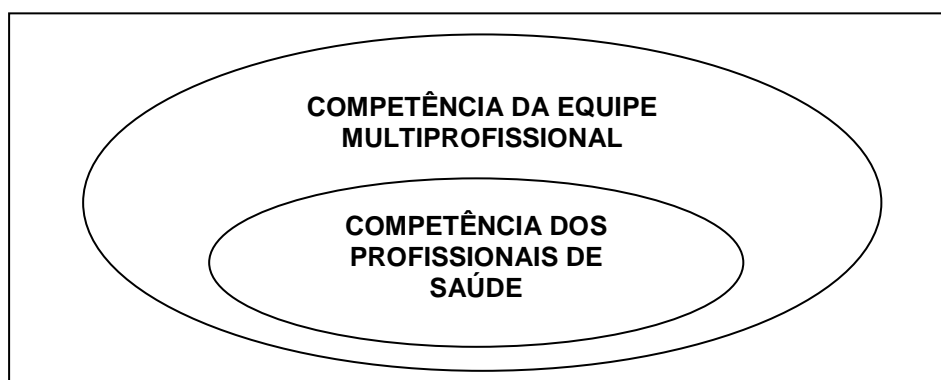 COMPETÊNCIA DA EQUIPE
MULTIPROFISSIONAL
COMPETÊNCIA DOS
PROFISSIONAIS DE
SAÚDE